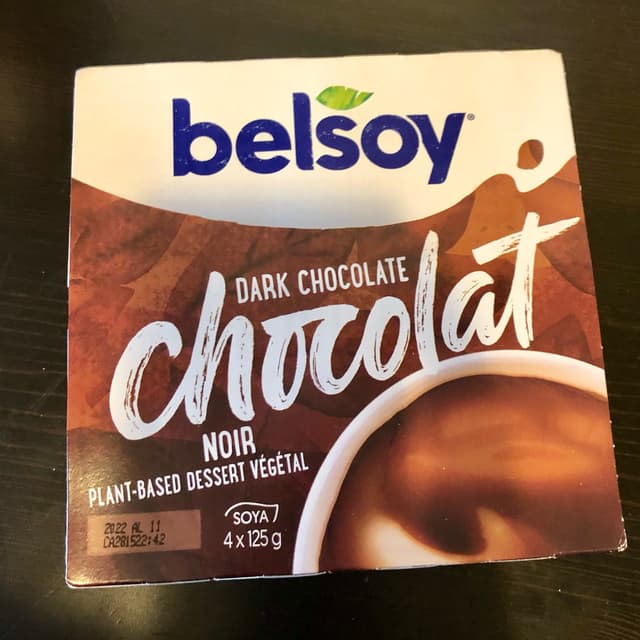 belsoy®
DARK CHOCOLATE
chocolat
NOIR
PLANT-BASED DESSERT VÉGÉTAL
2022 AL 11
CA281522:42
SOYA
4 x 125 g